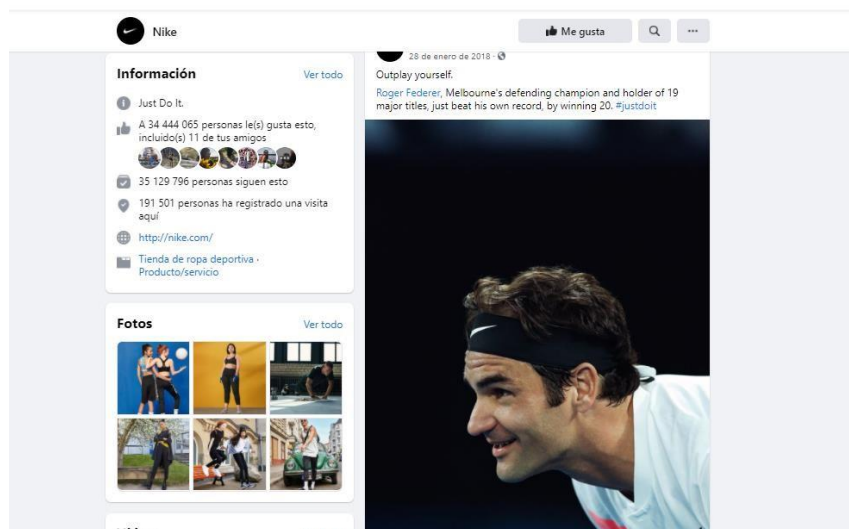 Nike
Me gusta
Información
Ver todo
Just Do It.
A 34 444 065 personas le(s) gusta esto,
incluido(s) 11 de tus amigos
35 129 796 personas siguen esto
191 501 personas ha registrado una visita
aquí
http://nike.com/
Tienda de ropa deportiva ·
Producto/servicio
Fotos
Ver todo
28 de enero de 2018 ·
Outplay yourself.
Roger Federer, Melbourne's defending champion and holder of 19
major titles, just beat his own record, by winning 20. #justdoit